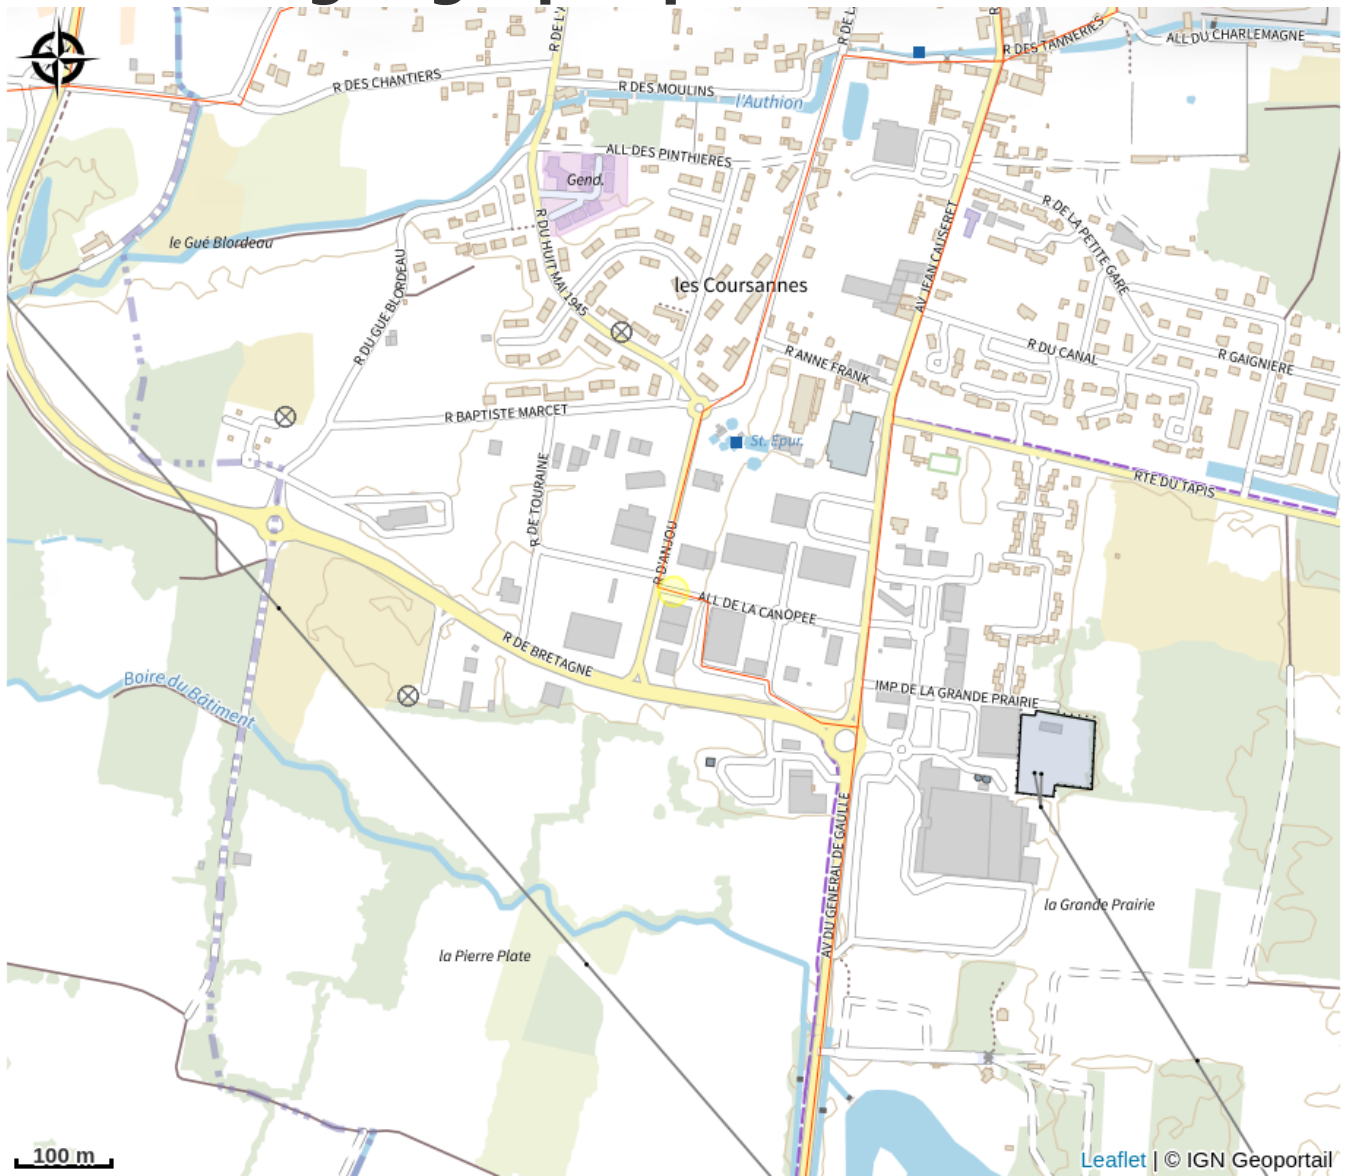 R DES TANNERIES
ALL DU CHARLEMAGNE
R DES CHANTIERS
R DES MOULINS
l'Authion
ALL DES PINTHIERES
Gend.
R DE LA PETITE GARE
le Gué Blordeau
R DU HUIT MAI 1945
AV JEAN CAUSERET
R DU GUE BLORDEAU
les Coursannes
R ANNE FRANK
R DU CANAL
R GAIGNIERE
R BAPTISTE MARCET
St. Epur.
RTE DU TAPIS
R DE TOURAINE
R D'ANJOU
ALL DE LA CANOPEE
R DE BRETAGNE
Boire du Bâtiment
IMP DE LA GRANDE PRAIRIE
AV DU GENERAL DE GAULLE
la Grande Prairie
la Pierre Plate
100 m
Leaflet | © IGN Geoportail